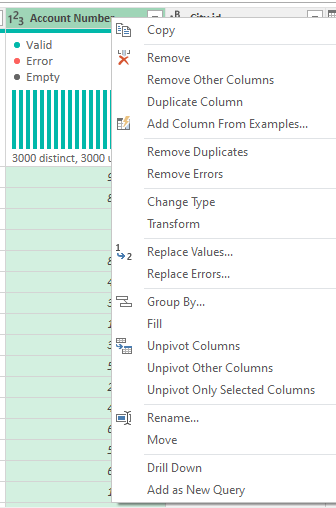 1²3 Account Number
City id
Valid
Error
Empty
3000 distinct, 3000 u
Copy
Remove
Remove Other Columns
Duplicate Column
Add Column From Examples...
Remove Duplicates
Remove Errors
Change Type
Transform
Replace Values...
Replace Errors...
Group By...
Fill
Unpivot Columns
Unpivot Other Columns
Unpivot Only Selected Columns
Rename...
Move
Drill Down
Add as New Query